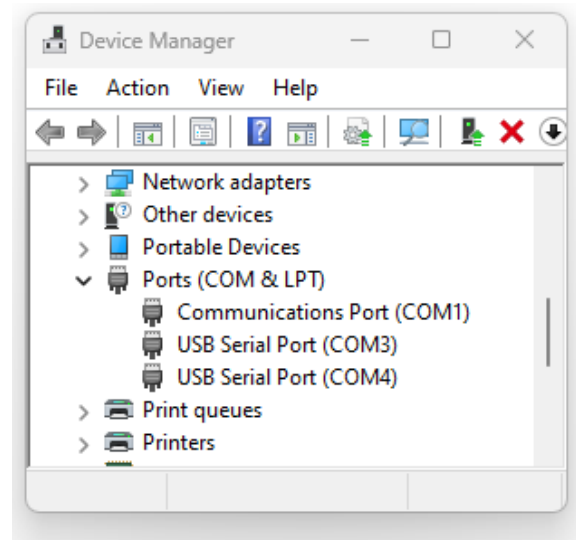 Device Manager
File Action View Help
Network adapters
Other devices
Portable Devices
Ports (COM & LPT)
Communications Port (COM1)
USB Serial Port (COM3)
USB Serial Port (COM4)
Print queues
Printers